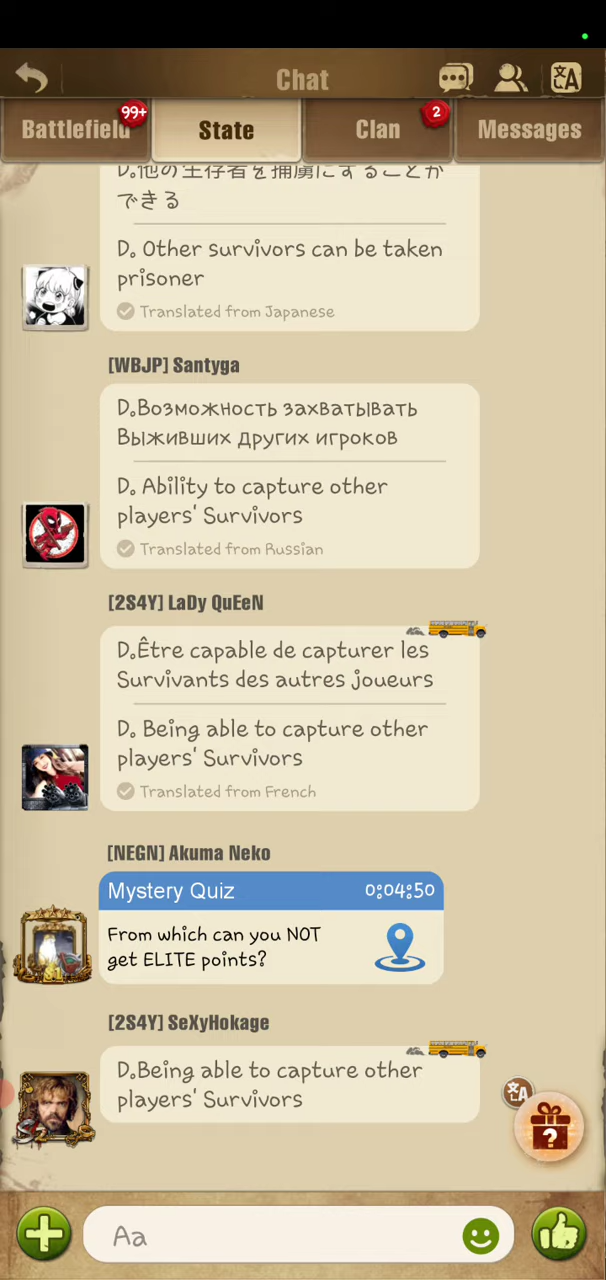 Chat
Battlefield
99+
State
Clan
2
Messages
D.他の生存者を捕虜にすることが
できる
D. Other survivors can be taken
prisoner
Translated from Japanese
[WBJP] Santyga
D.Возможность захватывать
Выживших других игроков
D. Ability to capture other
players' Survivors
Translated from Russian
[2S4Y] LaDy QuEeN
D.Être capable de capturer les
Survivants des autres joueurs
D. Being able to capture other
players' Survivors
Translated from French
[NEGN] Akuma Neko
Mystery Quiz
0:04:50
From which can you NOT
get ELITE points?
[2S4Y] SeXyHokage
D.Being able to capture other
players' Survivors
Aa